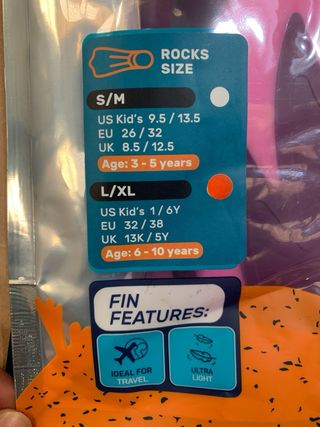 ROCKS
SIZE
S/M
US Kid's 9.5 / 13.5
EU 26 / 32
UK 8.5 / 12.5
Age: 3 - 5 years
L/XL
US Kid's 1 / 6Y
EU 32 / 38
UK 13K / 5Y
Age: 6 - 10 years
FIN
FEATURES:
IDEAL FOR
TRAVEL
ULTRA
LIGHT